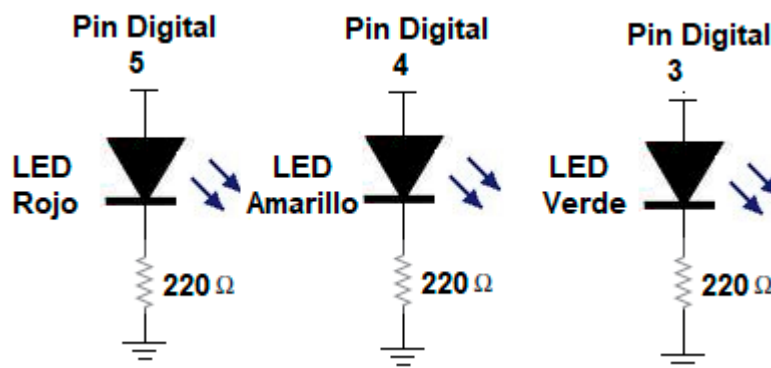 Pin Digital
5
LED
Rojo
220 Ω
Pin Digital
4
LED
Amarillo
220 Ω
Pin Digital
3
LED
Verde
220 Ω